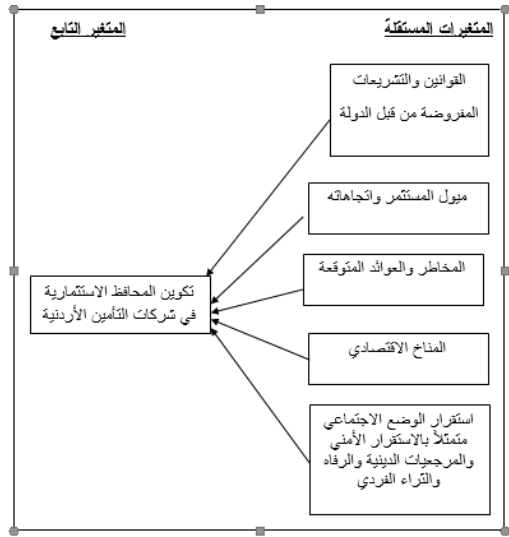 المتغيرات المستقلة
المتغير التابع
القوانين والتشريعات
المفروضة من قبل الدولة
ميول المستثمر واتجاهاته
المخاطر والعوائد المتوقعة
تكوين المحافظ الاستثمارية
في شركات التأمين الأردنية
المناخ الاقتصادي
استقرار الوضع الاجتماعي
متمثلاً بالاستقرار الأمني
والمرجعيات الدينية والرفاه
والثراء الفردي